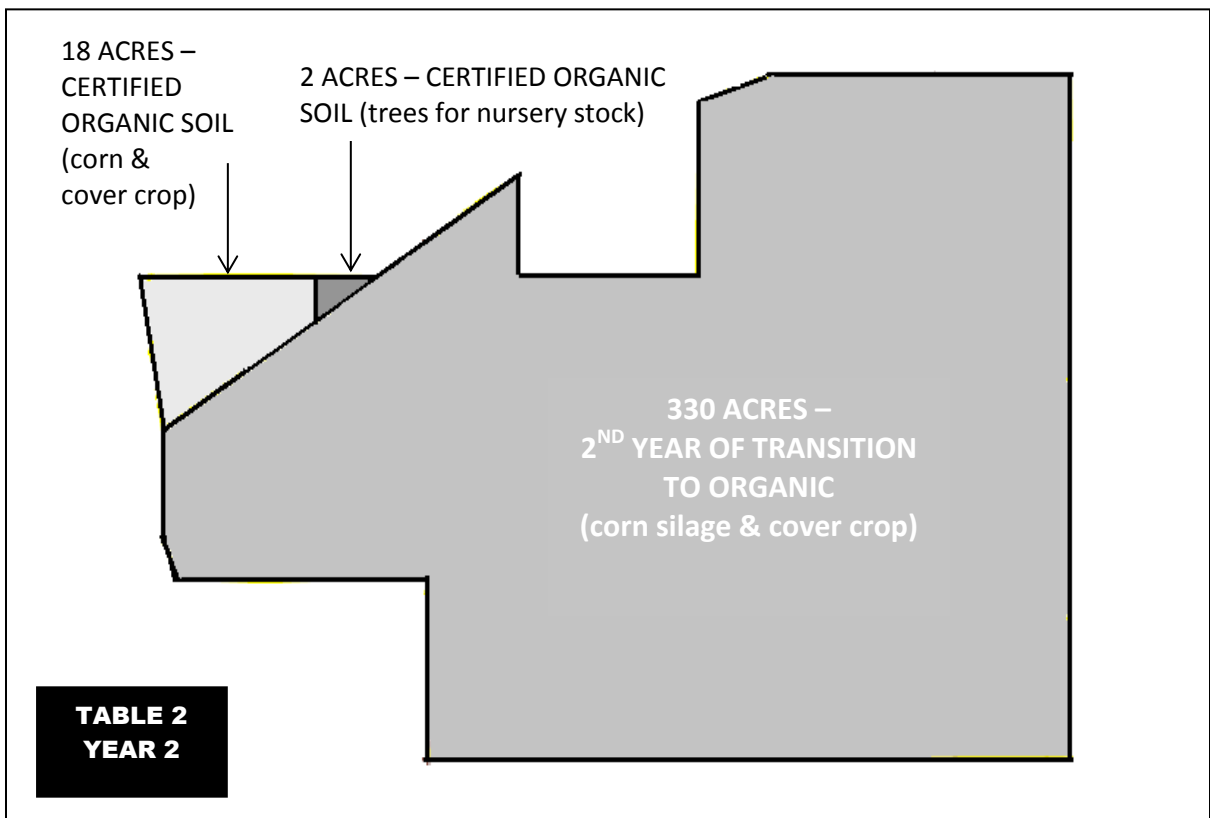 18 ACRES –
CERTIFIED
ORGANIC SOIL
(corn &
cover crop)
2 ACRES – CERTIFIED ORGANIC
SOIL (trees for nursery stock)
330 ACRES –
2ND YEAR OF TRANSITION
TO ORGANIC
(corn silage & cover crop)
TABLE 2
YEAR 2